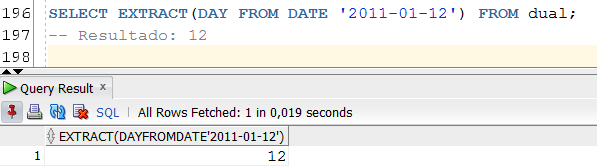 196 SELECT EXTRACT(DAY FROM DATE '2011-01-12') FROM dual;
197 -- Resultado: 12
198
Query Result x
SQL | All Rows Fetched: 1 in 0,019 seconds
EXTRACT(DAYFROMDATE'2011-01-12')
1 12